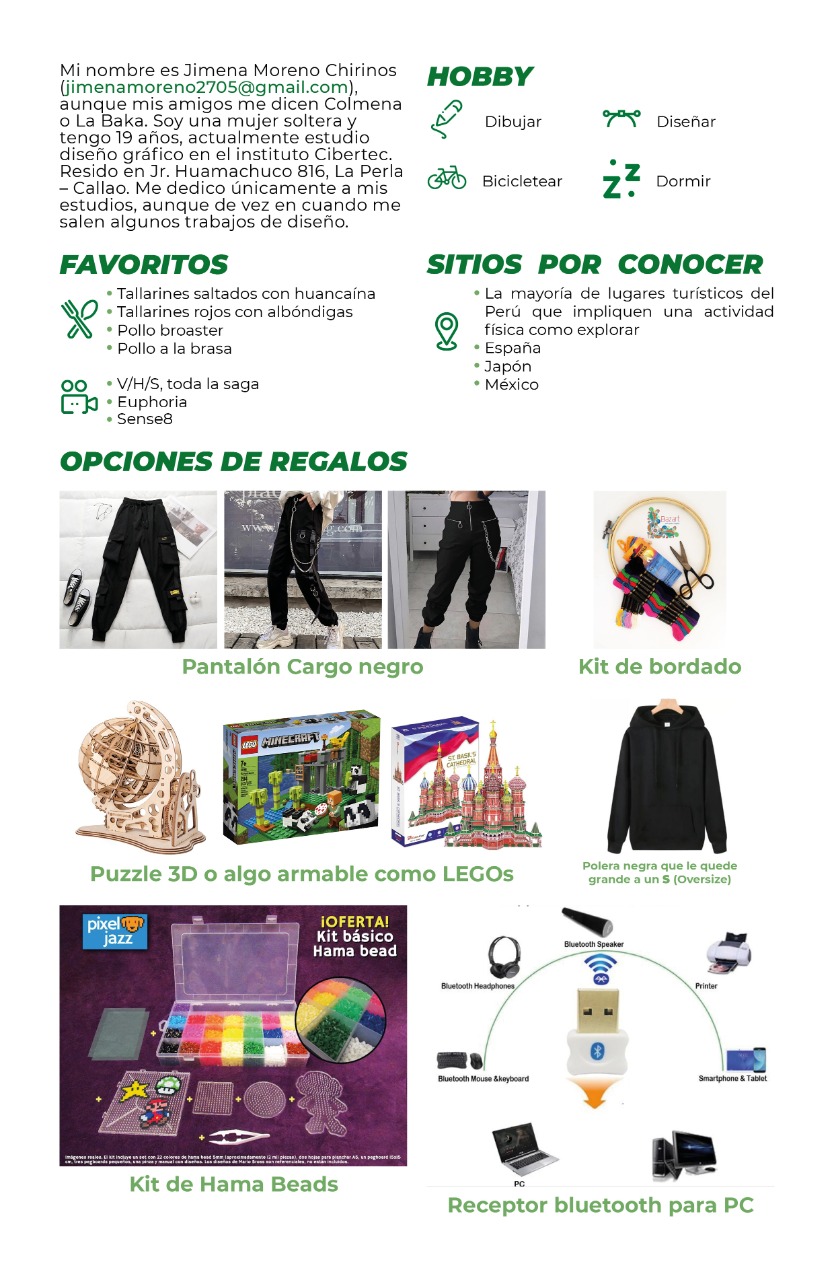 Mi nombre es Jimena Moreno Chirinos
(jimenamoreno2705@gmail.com),
aunque mis amigos me dicen Colmena
o La Baka. Soy una mujer soltera y
tengo 19 años, actualmente estudio
diseño gráfico en el instituto Cibertec.
Resido en Jr. Huamachuco 816, La Perla
– Callao. Me dedico únicamente a mis
estudios, aunque de vez en cuando me
salen algunos trabajos de diseño.
HOBBY
Dibujar
Diseñar
Bicicletear
Dormir
FAVORITOS
• Tallarines saltados con huancaína
• Tallarines rojos con albóndigas
• Pollo broaster
• Pollo a la brasa
• V/H/S, toda la saga
• Euphoria
• Sense8
SITIOS POR CONOCER
• La mayoría de lugares turísticos del
Perú que impliquen una actividad
física como explorar
• España
• Japón
• México
OPCIONES DE REGALOS
Pantalón Cargo negro
Kit de bordado
LEGO
MINECRAFT
ST. BASIL'S
CATHEDRAL
Puzzle 3D o algo armable como LEGOs
Polera negra que le quede
grande a un S (Oversize)
pixel
jazz
¡OFERTA!
Kit básico
Hama bead
Kit de Hama Beads
Bluetooth Speaker
Bluetooth Headphones
Printer
Bluetooth Mouse &keyboard
Smartphone & Tablet
PC
Receptor bluetooth para PC